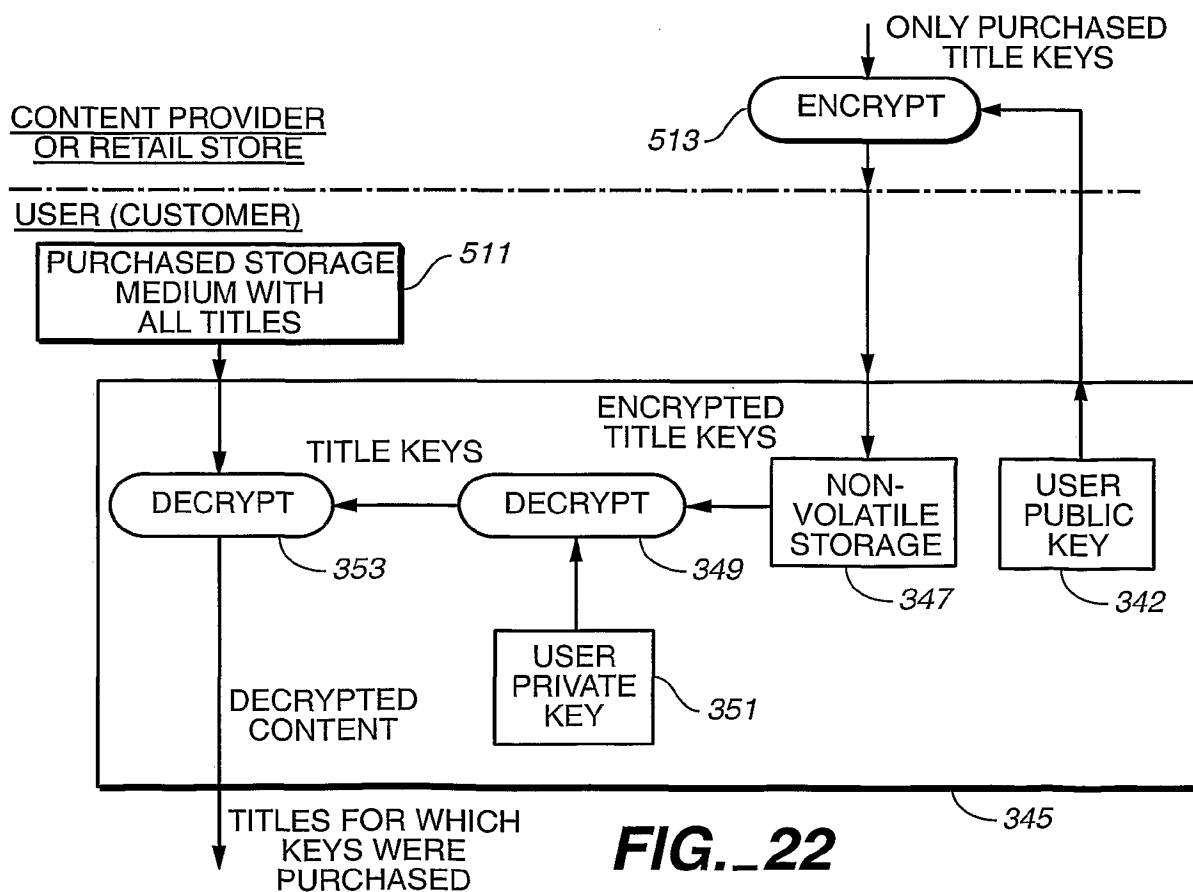 ONLY PURCHASED
TITLE KEYS
ENCRYPT
513
CONTENT PROVIDER
OR RETAIL STORE
USER (CUSTOMER)
PURCHASED STORAGE
MEDIUM WITH
ALL TITLES
511
ENCRYPTED
TITLE KEYS
TITLE KEYS
DECRYPT
353
DECRYPT
349
NON-
VOLATILE
STORAGE
347
USER
PUBLIC
KEY
342
USER
PRIVATE
KEY
351
DECRYPTED
CONTENT
345
TITLES FOR WHICH
KEYS WERE
PURCHASED
FIG._22